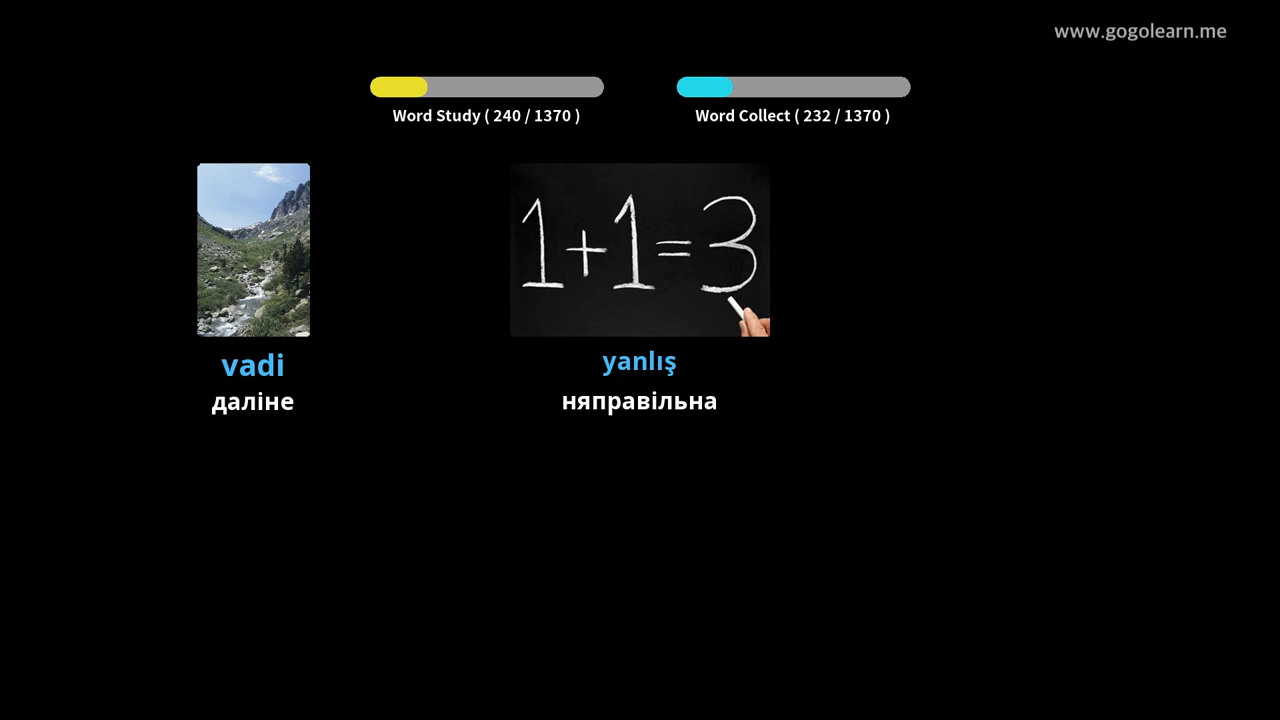 www.gogolearn.me
Word Study ( 240 / 1370 )
Word Collect ( 232 / 1370 )
1+1=3
vadi
даліне
yanlış
няправільна